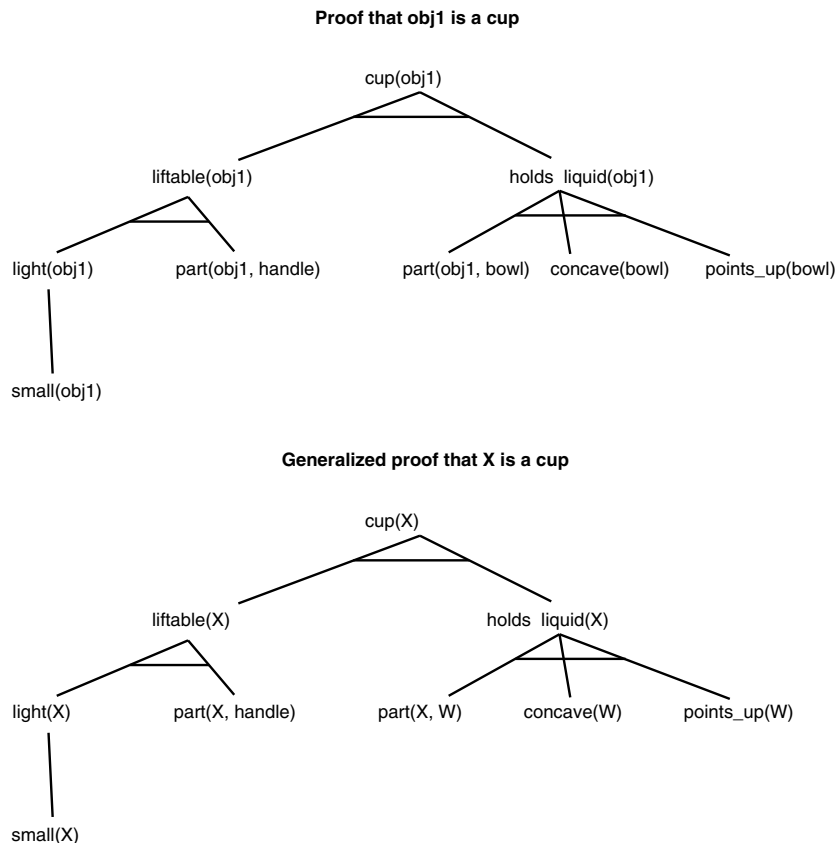 Proof that obj1 is a cup
cup(obj1)
liftable(obj1) holds liquid(obj1)
light(obj1) part(obj1, handle) part(obj1, bowl) concave(bowl) points_up(bowl)
small(obj1)
Generalized proof that X is a cup
cup(X)
liftable(X) holds liquid(X)
light(X) part(X, handle) part(X, W) concave(W) points_up(W)
small(X)